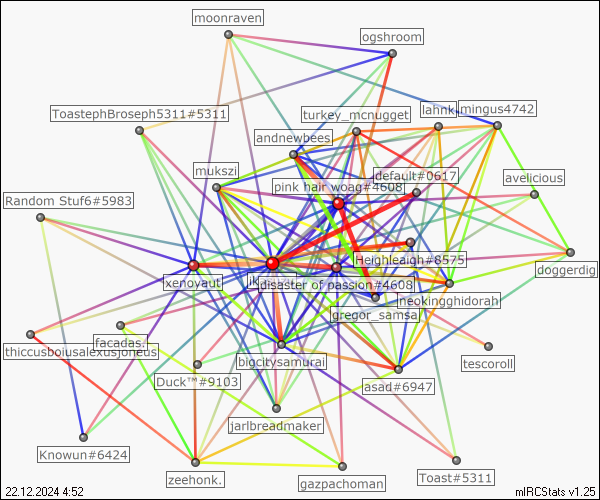 moonraven
ogshroom
ToastephBroseph5311#5311
turkey_mcnugget
lahnk
mingus4742
andnewbees
mukszi
default#0617
avelicious
pink hair woag#4608
Random Stuf6#5983
Heighleaigh#8575
doggerdig
xenoyaut
disaster of passion#4608
neokingghidorah
gregor_samsa
facadas.
thiccusboiusalexusjoneus
bigcitysamurai
tescoroll
Duck™#9103
asad#6947
jarlbreadmaker
Knowun#6424
zeehonk.
gazpachoman
Toast#5311
22.12.2024 4:52
mIRCStats v1.25